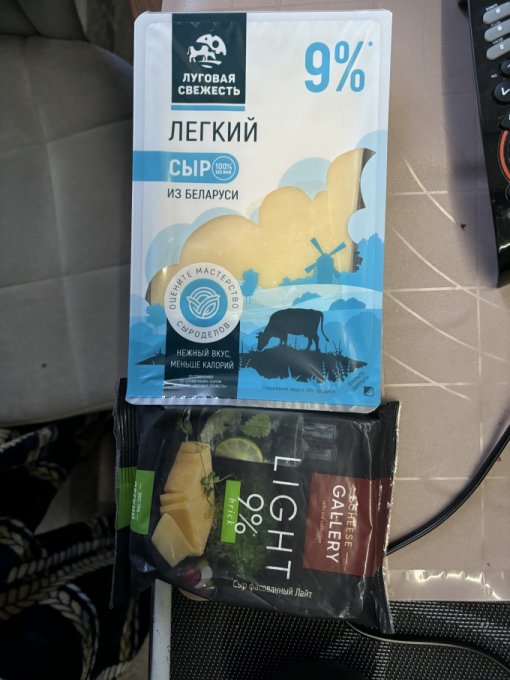 ЛУГОВАЯ
СВЕЖЕСТЬ
9%*
ЛЕГКИЙ
СЫР
100%
ИЗ БЕЛАРУСИ
ОЦЕНИТЕ МАСТЕРСТВО
СЫРОДЕЛОВ
НЕЖНЫЙ ВКУС,
МЕНЬШЕ КАЛОРИЙ
CHEESE
GALLERY
LIGHT
9%
brick
Сыр фасованный Лайт